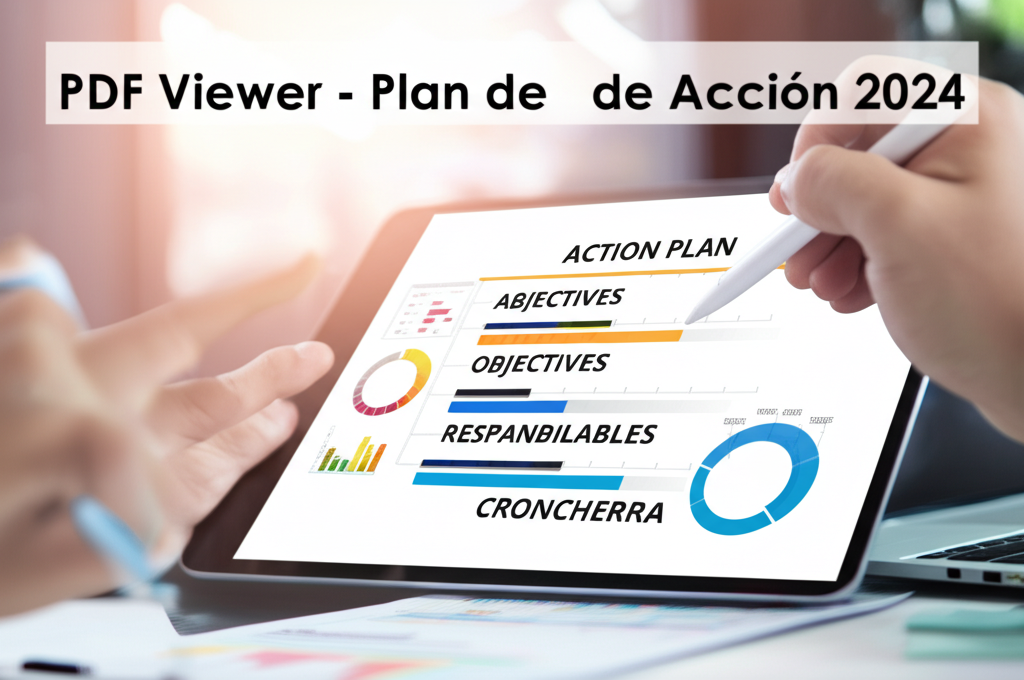 PDF Viewer - Plan de de Acción 2024
ACTION PLAN
ABJECTIVES
OBJECTIVES
RESPANBILABLES
CRONCHERRA